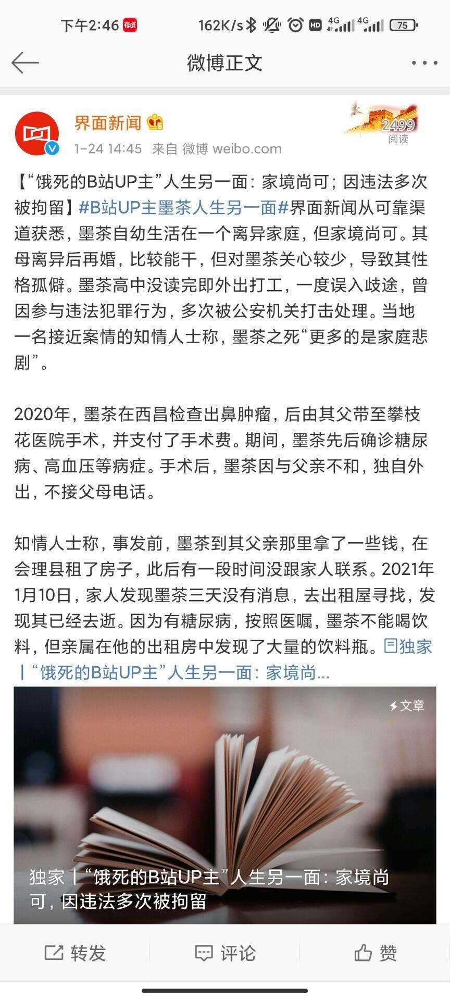 下午2:46 有道 162K/s HD 4G 4G 75
微博正文
界面新闻
2499
阅读
1-24 14:45 来自 微博 weibo.com
【“饿死的B站UP主”人生另一面：家境尚可；因违法多次
被拘留】#B站UP主墨茶人生另一面#界面新闻从可靠渠
道获悉，墨茶自幼生活在一个离异家庭，但家境尚可。其
母离异后再婚，比较能干，但对墨茶关心较少，导致其性
格孤僻。墨茶高中没读完即外出打工，一度误入歧途，曾
因参与违法犯罪行为，多次被公安机关打击处理。当地
一名接近案情的知情人士称，墨茶之死“更多的是家庭悲
剧”。
2020年，墨茶在西昌检查出鼻肿瘤，后由其父带至攀枝
花医院手术，并支付了手术费。期间，墨茶先后确诊糖尿
病、高血压等病症。手术后，墨茶因与父亲不和，独自外
出，不接父母电话。
知情人士称，事发前，墨茶到其父亲那里拿了一些钱，在
会理县租了房子，此后有一段时间没跟家人联系。2021年
1月10日，家人发现墨茶三天没有消息，去出租屋寻找，发
现其已经去逝。因为有糖尿病，按照医嘱，墨茶不能喝饮
料，但亲属在他的出租房中发现了大量的饮料瓶。独家
｜“饿死的B站UP主”人生另一面：家境尚...
文章
独家｜“饿死的B站UP主”人生另一面：家境尚
可，因违法多次被拘留
转发 评论 赞